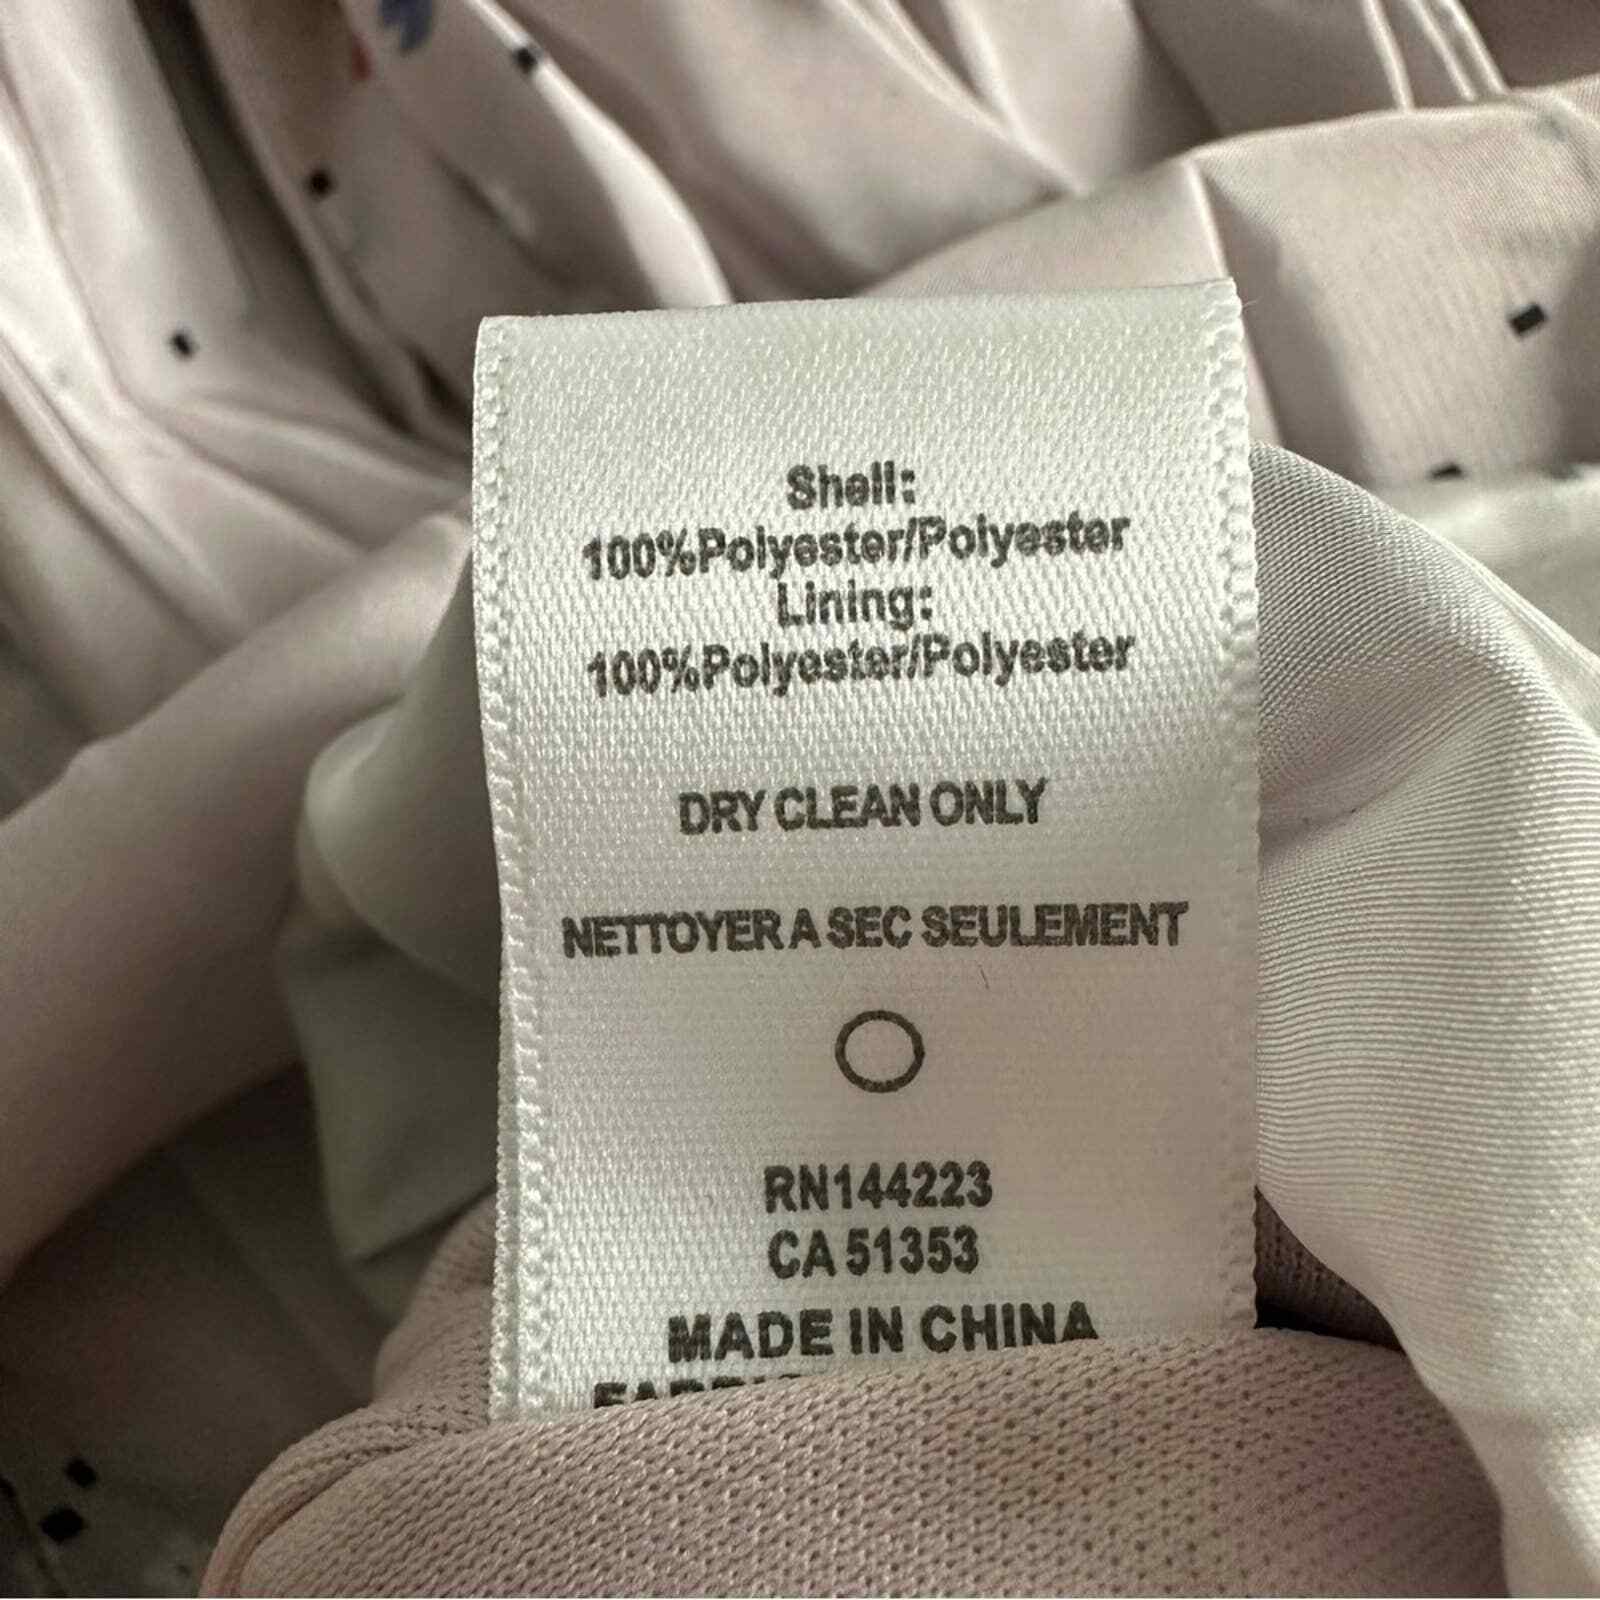 Shell:
100%Polyester/Polyester
Lining:
100%Polyester/Polyester
DRY CLEAN ONLY
NETTOYER A SEC SEULEMENT
RN144223
CA 51353
MADE IN CHINA